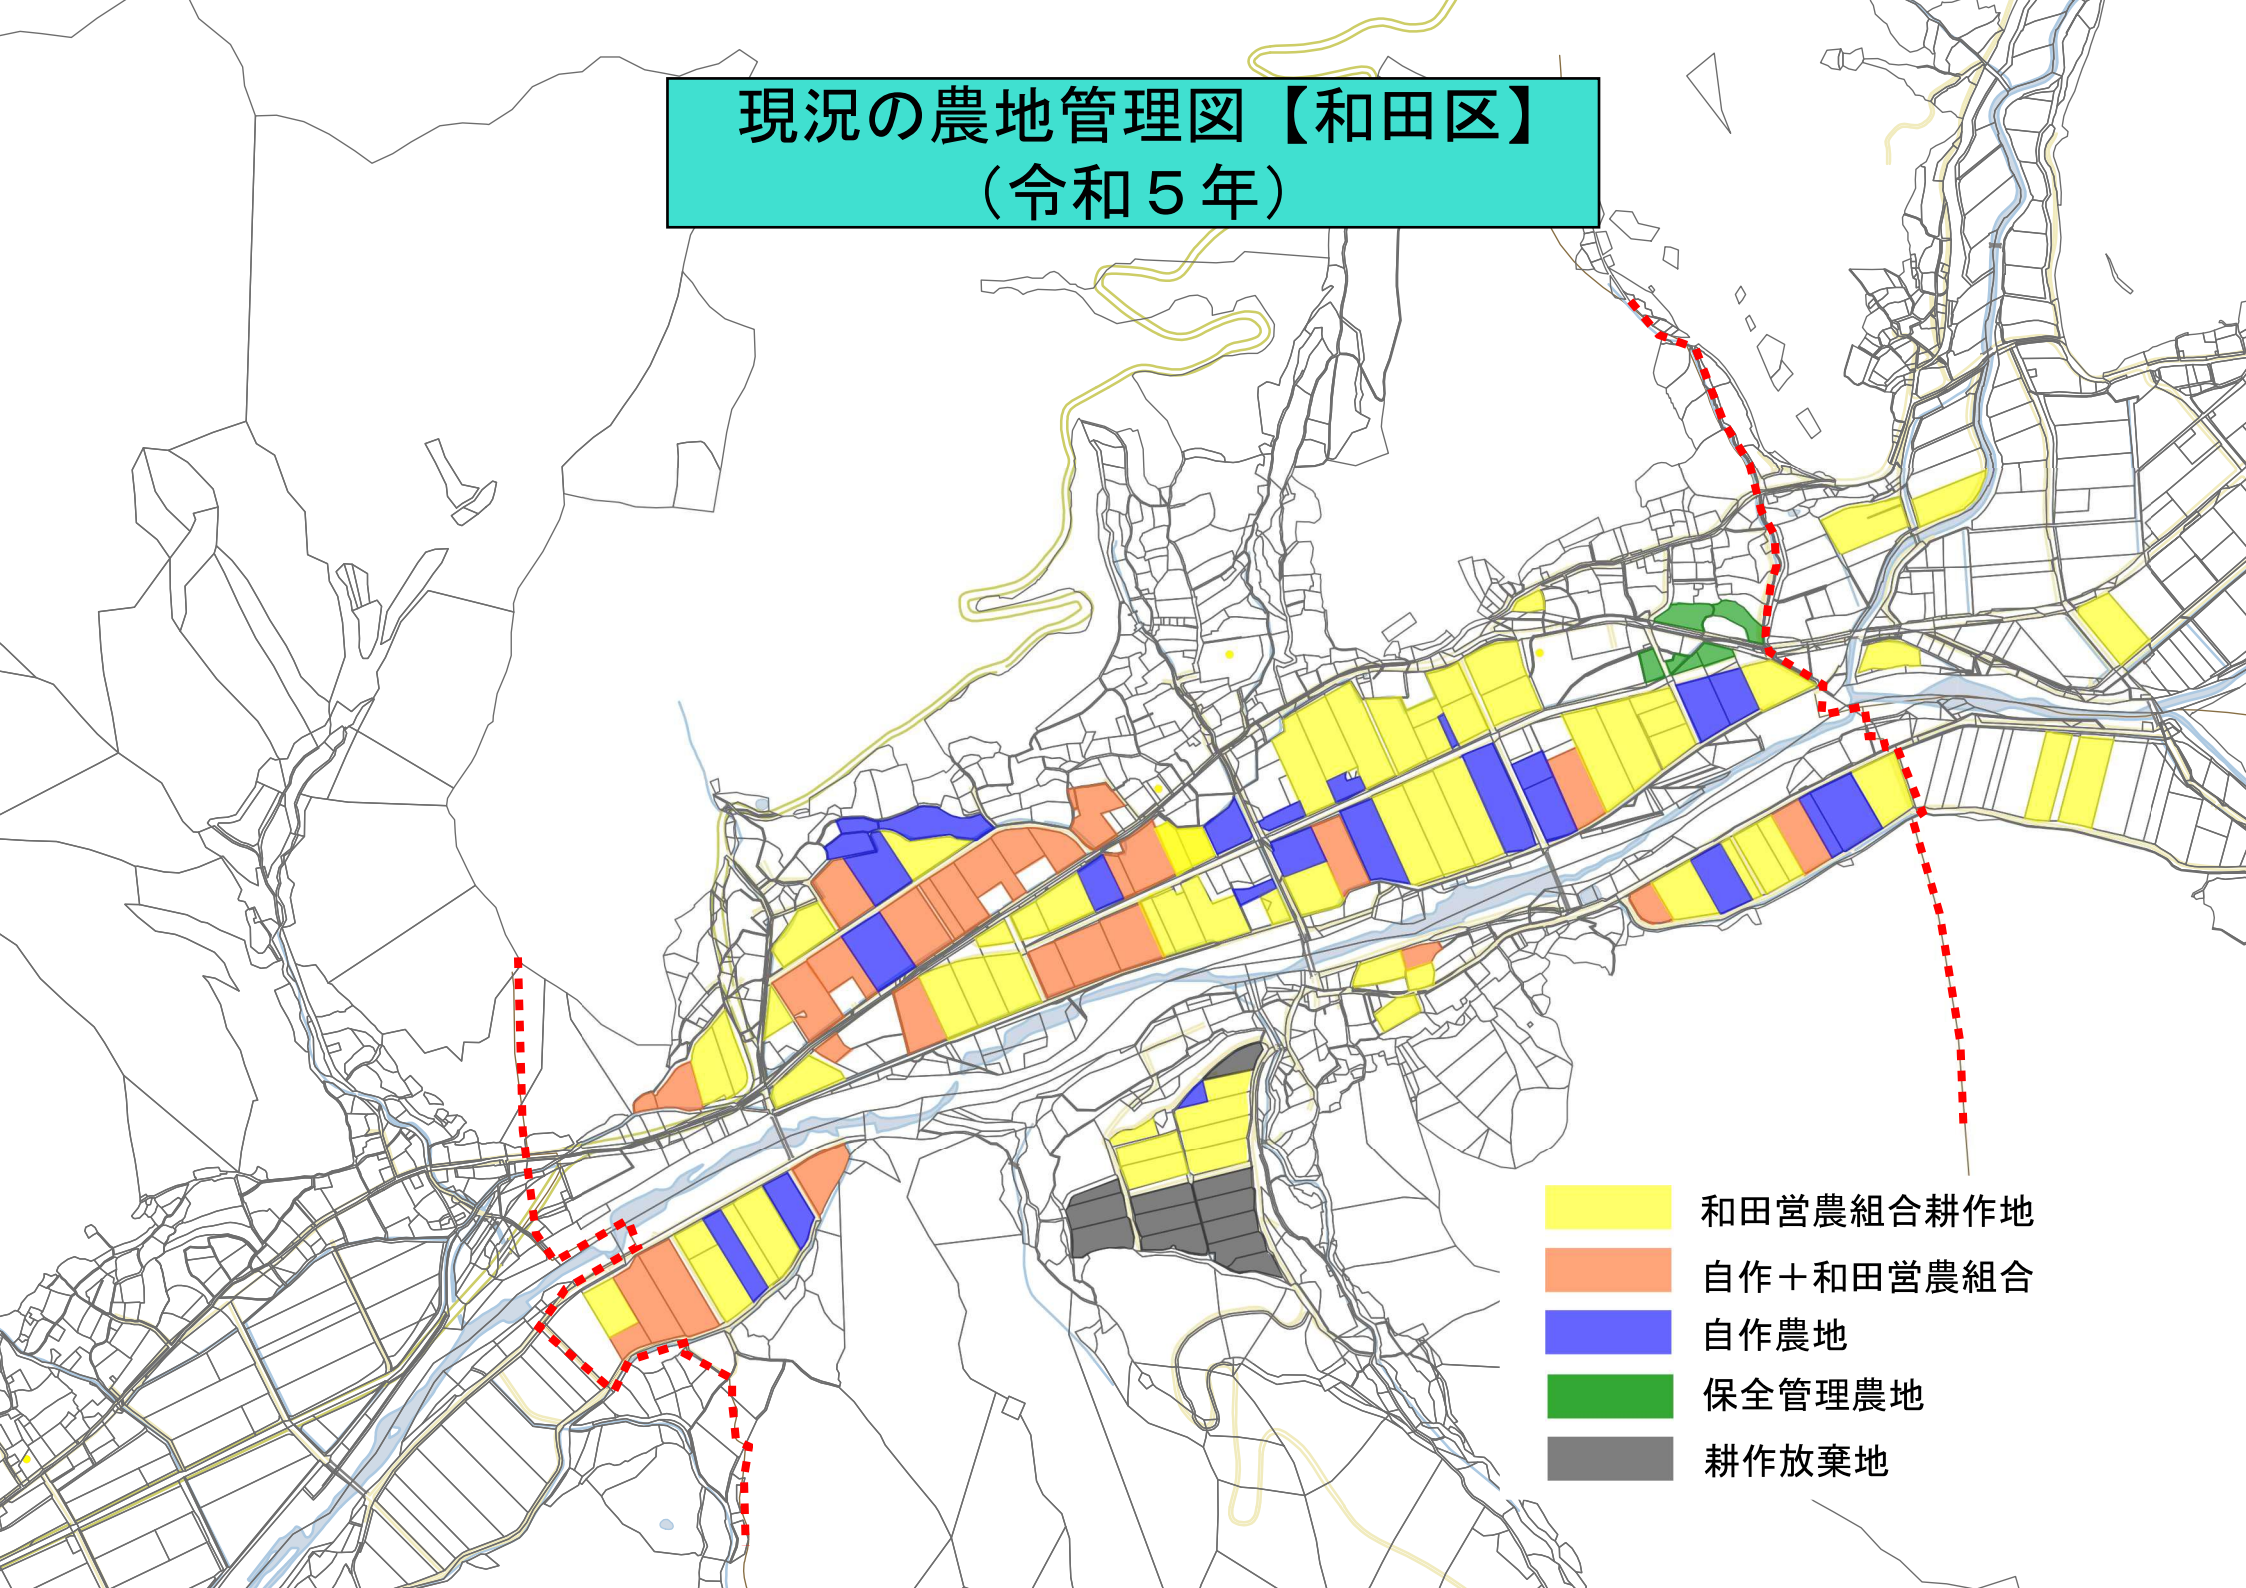 現況の農地管理図【和田区】
（令和５年）
和田営農組合耕作地
自作＋和田営農組合
自作農地
保全管理農地
耕作放棄地